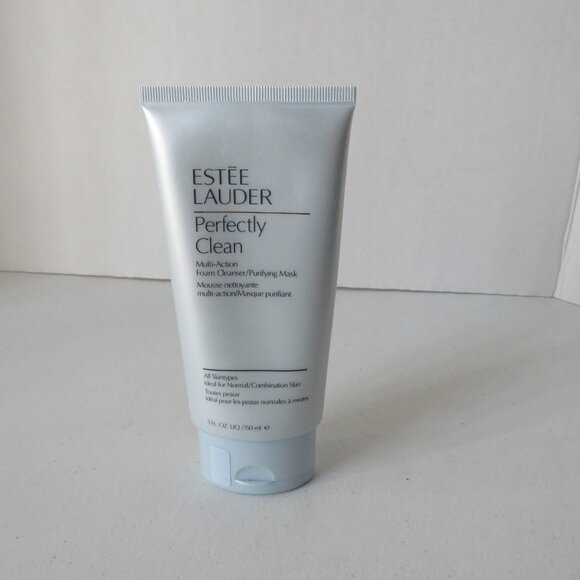 ESTĒE
LAUDER
Perfectly
Clean
Multi-Action
Foam Cleanser/Purifying Mask
Mousse nettoyante
multi-action/Masque purifiant
All Skintypes
Ideal for Normal/Combination Skin
Toutes peaux
Idéal pour les peaux normales à mixtes
5 FL. OZ. LIQ./150 ml ℮